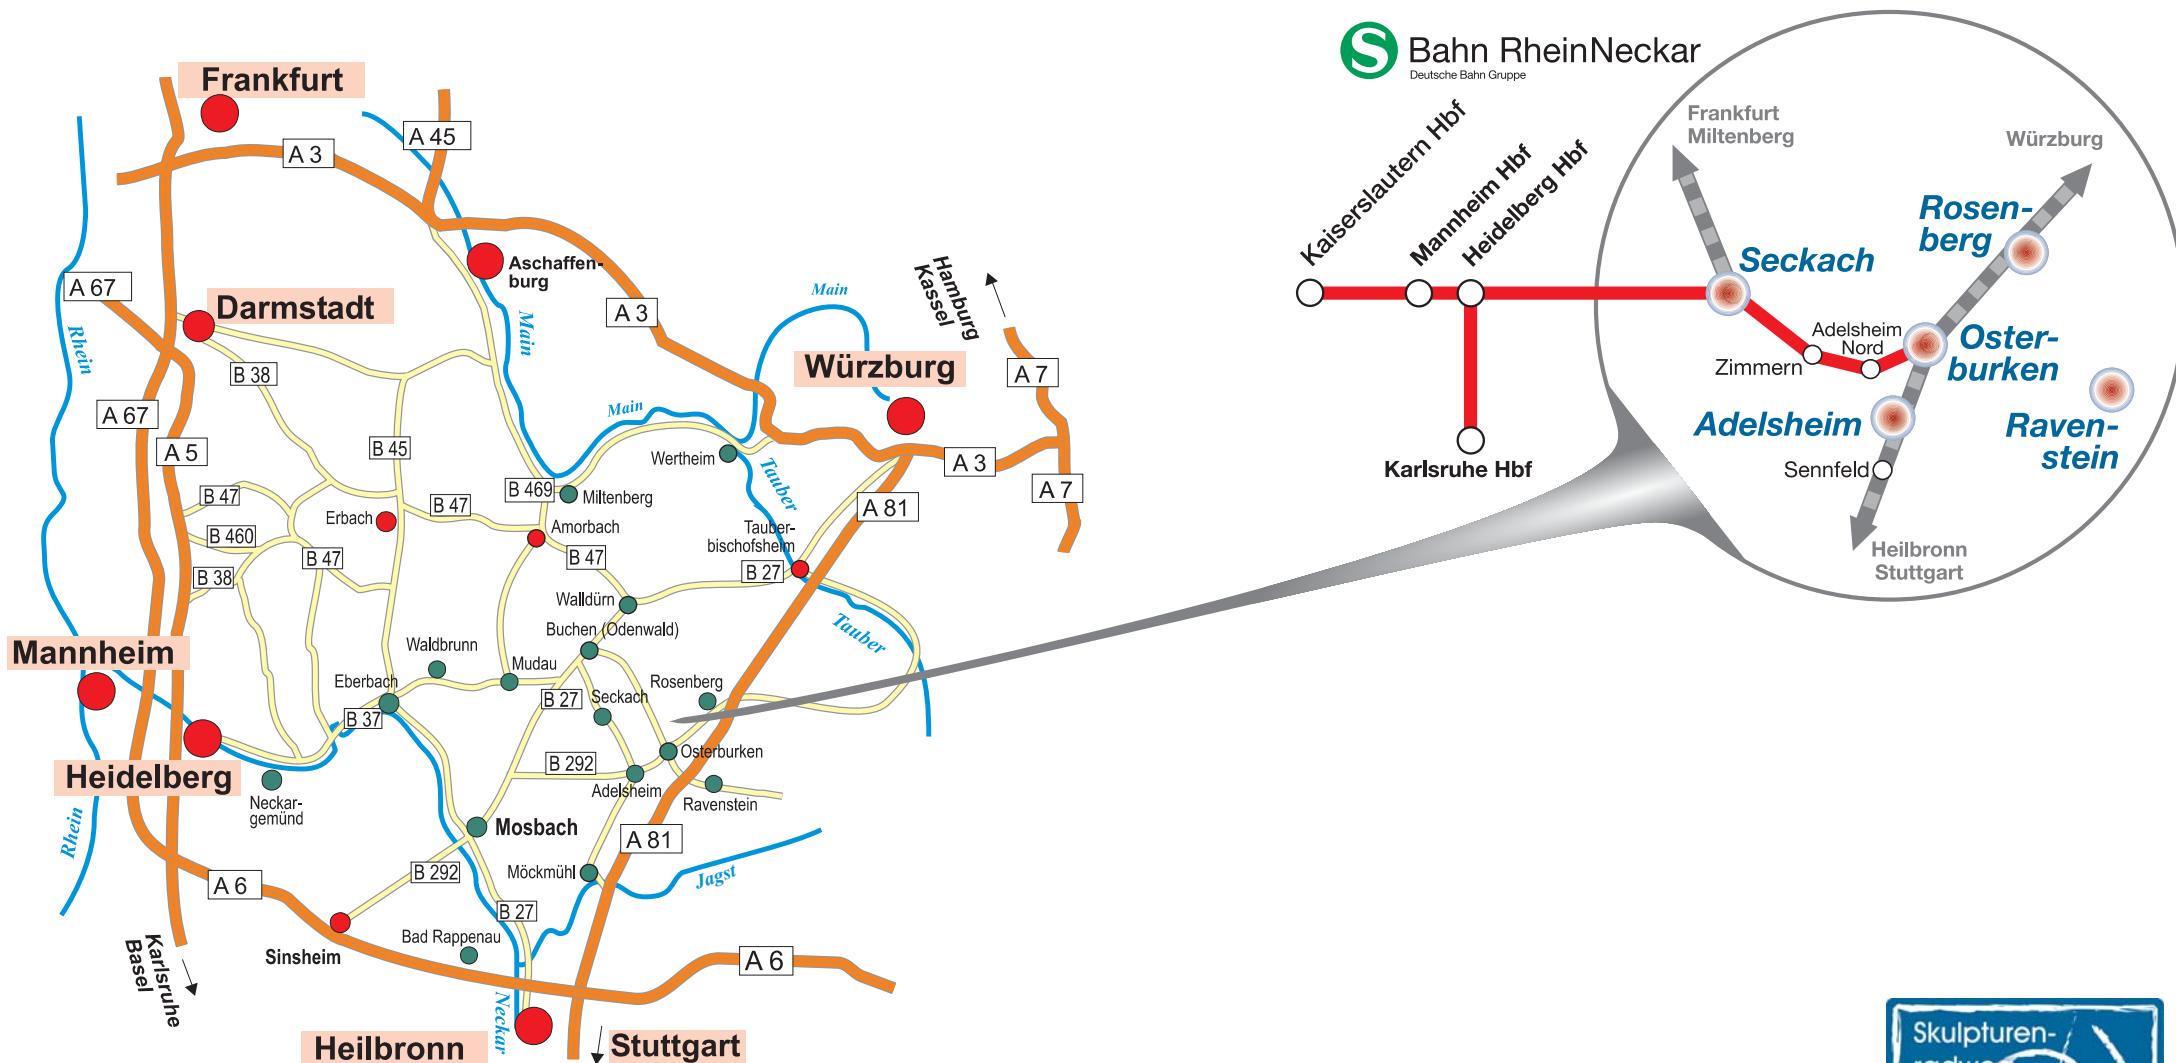 Frankfurt
A 45
A 3
A 67
Rhein
Darmstadt
Aschaffen-
burg
Main
A 3
Main
Hamburg
Kassel
Würzburg
A 7
B 38
A 67
A 5
B 45
Main
Wertheim
Tauber
A 3
A 7
B 47
B 469
Miltenberg
B 47
Erbach
Amorbach
A 81
Tauber-
bischofsheim
B 460
B 47
B 47
B 27
B 38
Walldürn
Tauber
Buchen (Odenwald)
Mannheim
Waldbrunn
Mudau
Eberbach
B 27
Seckach
Rosenberg
B 37
Heidelberg
Osterburken
B 292
Adelsheim
Ravenstein
Neckar-
gemünd
Rhein
Mosbach
A 81
B 292
Möckmühl
Jagst
A 6
B 27
Sinsheim
Bad Rappenau
A 6
Karlsruhe
Basel
Neckar
Heilbronn
Stuttgart
S Bahn RheinNeckar
Deutsche Bahn Gruppe
Kaiserslautern Hbf
Mannheim Hbf
Heidelberg Hbf
Karlsruhe Hbf
Frankfurt
Miltenberg
Würzburg
Rosen-
berg
Seckach
Adelsheim
Nord
Zimmern
Oster-
burken
Adelsheim
Raven-
stein
Sennfeld
Heilbronn
Stuttgart
Skulpturen-